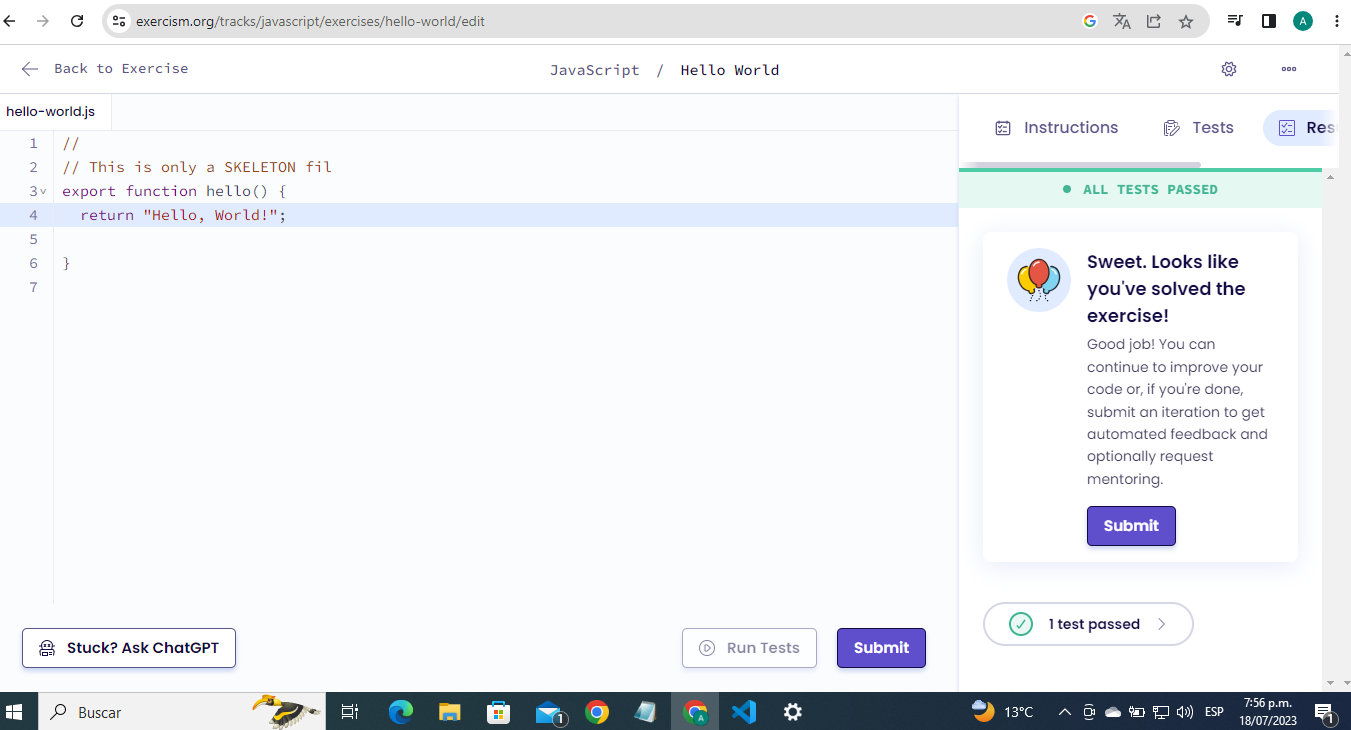 exercism.org/tracks/javascript/exercises/hello-world/edit
A
Back to Exercise
JavaScript / Hello World
hello-world.js
Instructions
Tests
Res
1 //
2 // This is only a SKELETON fil
3 export function hello() {
4 return "Hello, World!";
5
6 }
7
ALL TESTS PASSED
Sweet. Looks like
you've solved the
exercise!
Good job! You can
continue to improve your
code or, if you're done,
submit an iteration to get
automated feedback and
optionally request
mentoring.
Submit
1 test passed
Stuck? Ask ChatGPT
Run Tests
Submit
Buscar
1
A
13°C
ESP
7:56 p.m.
18/07/2023
1